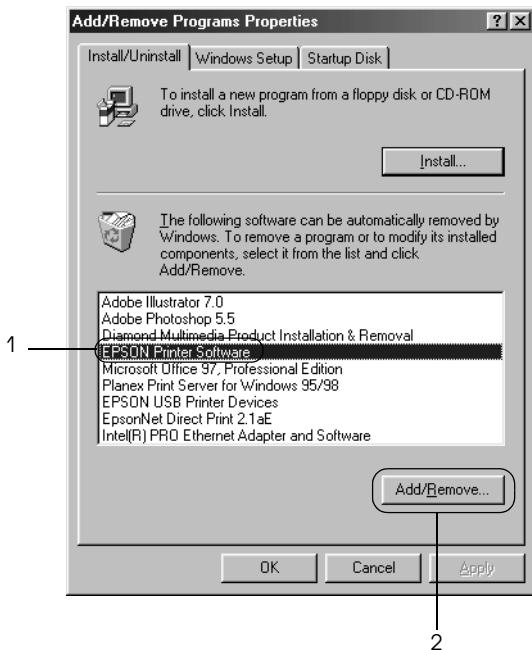 Add/Remove Programs Properties
Install/Uninstall Windows Setup Startup Disk
To install a new program from a floppy disk or CD-ROM
drive, click Install.
Install...
The following software can be automatically removed by
Windows. To remove a program or to modify its installed
components, select it from the list and click
Add/Remove.
Adobe Illustrator 7.0
Adobe Photoshop 5.5
Diamond Multimedia Product Installation & Removal
1
EPSON Printer Software
Microsoft Office 97, Professional Edition
Planex Print Server for Windows 95/98
EPSON USB Printer Devices
EpsonNet Direct Print 2.1aE
Intel(R) PRO Ethernet Adapter and Software
Add/Remove...
OK Cancel Apply
2